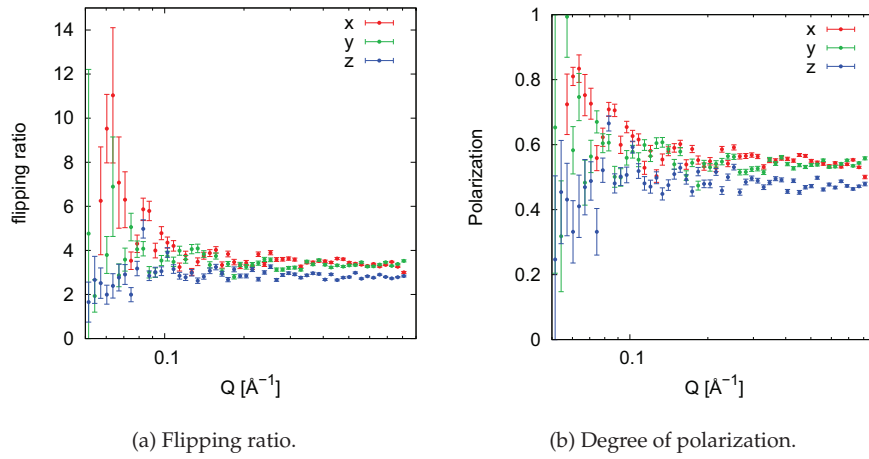 14
12
10
8
6
4
2
0
flipping ratio
x
y
z
0.1
Q [Å⁻¹]
1
0.8
0.6
0.4
0.2
0
Polarization
x
y
z
0.1
Q [Å⁻¹]
(a) Flipping ratio.
(b) Degree of polarization.